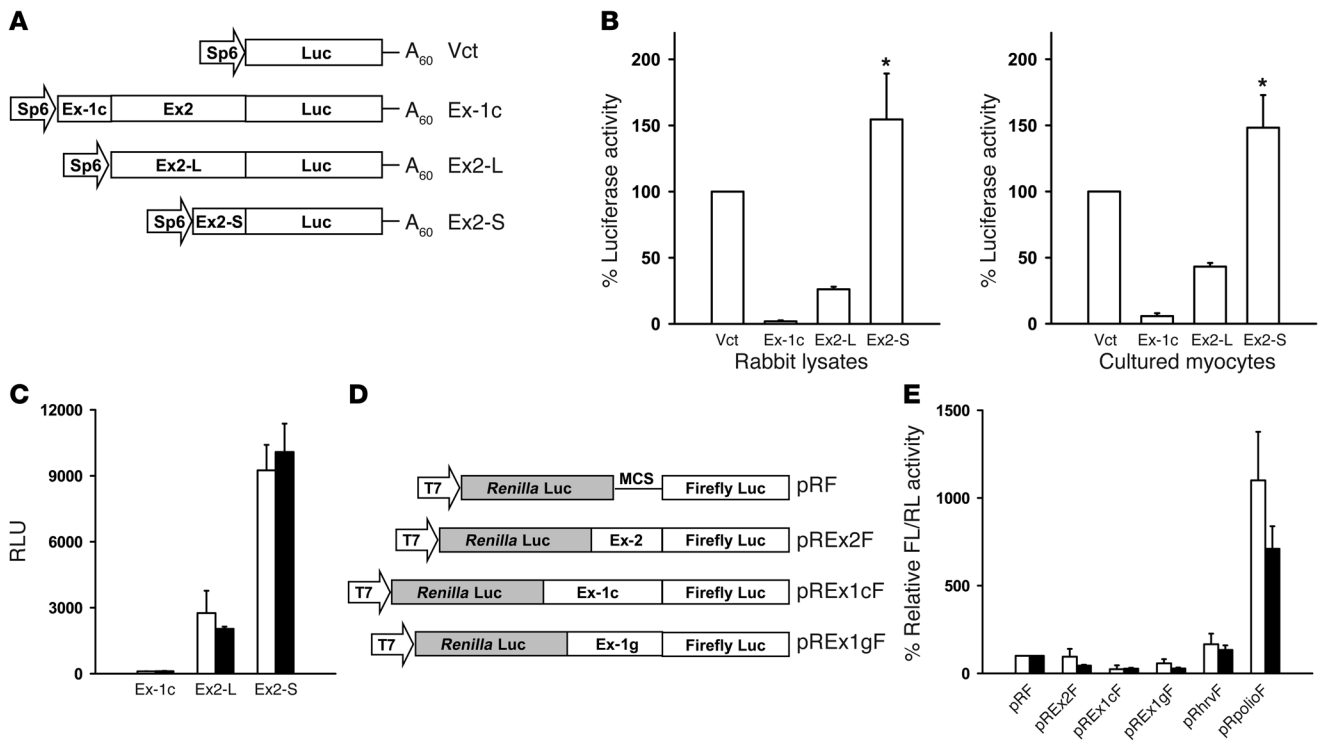 A
Sp6 Luc A60 Vct
Sp6 Ex-1c Ex2 Luc A60 Ex-1c
Sp6 Ex2-L Luc A60 Ex2-L
Sp6 Ex2-S Luc A60 Ex2-S
B
% Luciferase activity
200
150
100
50
0
*
Vct Ex-1c Ex2-L Ex2-S
Rabbit lysates
% Luciferase activity
200
150
100
50
0
*
Vct Ex-1c Ex2-L Ex2-S
Cultured myocytes
C
RLU
12000
9000
6000
3000
0
Ex-1c Ex2-L Ex2-S
D
T7 Renilla Luc MCS Firefly Luc pRF
T7 Renilla Luc Ex-2 Firefly Luc pREx2F
T7 Renilla Luc Ex-1c Firefly Luc pREx1cF
T7 Renilla Luc Ex-1g Firefly Luc pREx1gF
E
% Relative FL/RL activity
1500
1000
500
0
pRF pREx2F pREx1cF pREx1gF pRhrvF pRpolioF